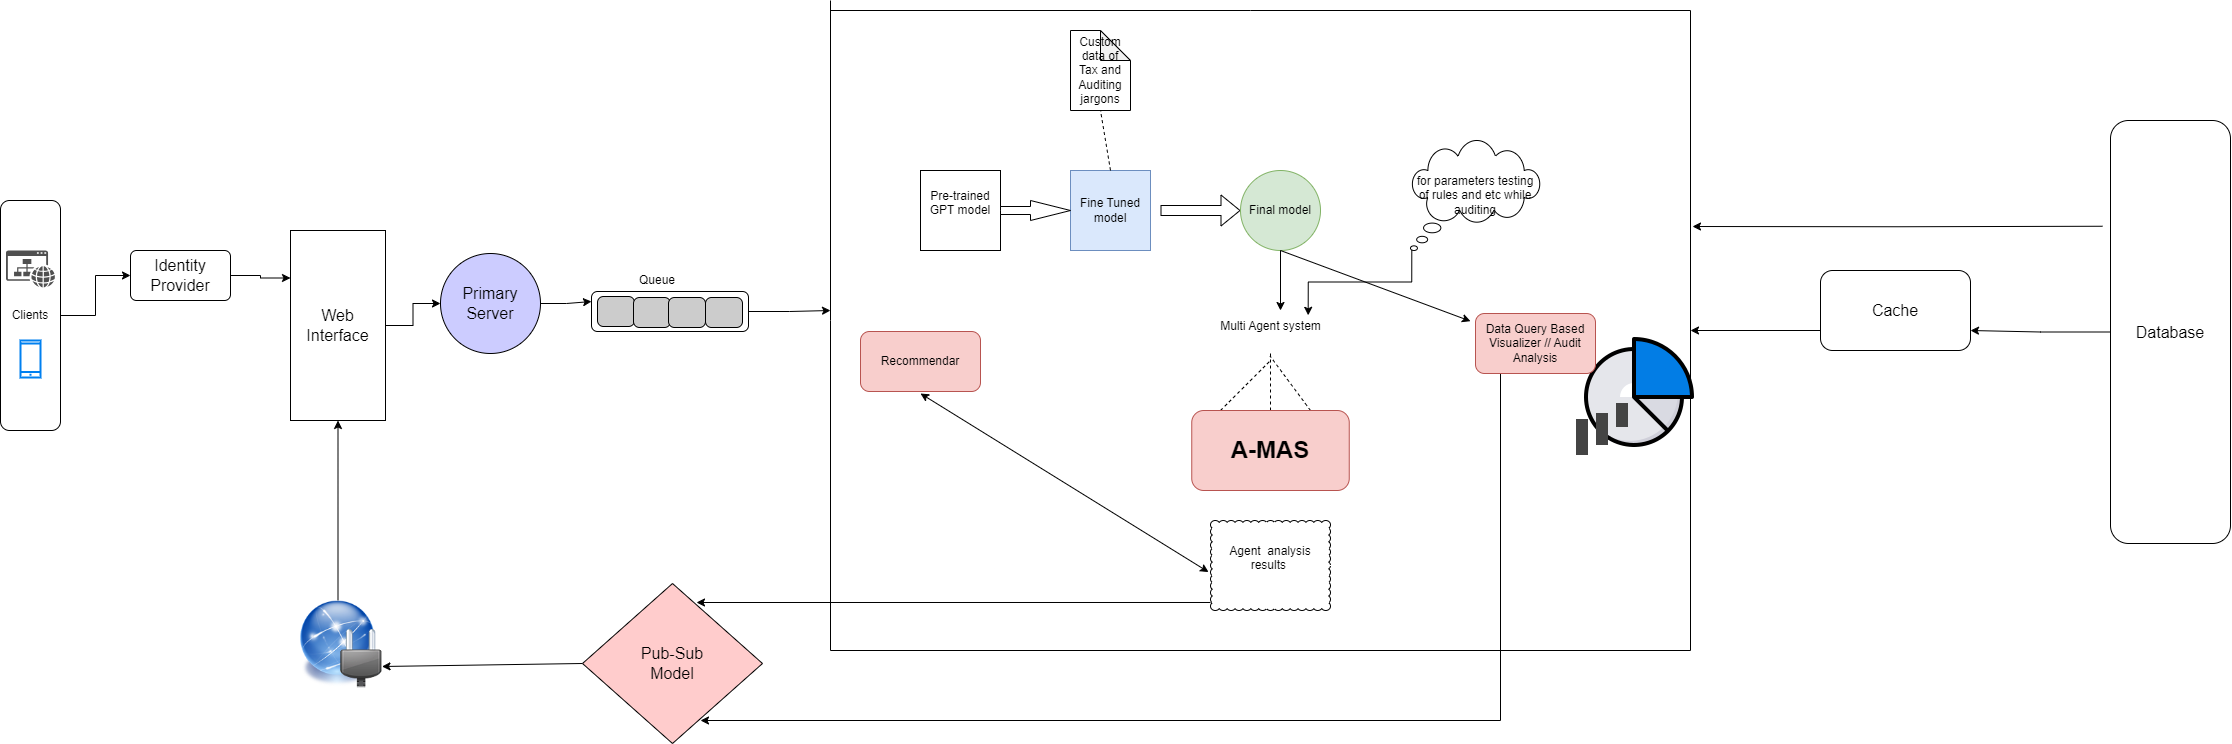 Clients
Identity
Provider
Web
Interface
Primary
Server
Queue
Custom
data of
Tax and
Auditing
jargons
Pre-trained
GPT model
Fine Tuned
model
Final model
for parameters testing
of rules and etc while
auditing
Multi Agent system
Recommendar
Data Query Based
Visualizer // Audit
Analysis
A-MAS
Agent  analysis
results
Pub-Sub
Model
Cache
Database